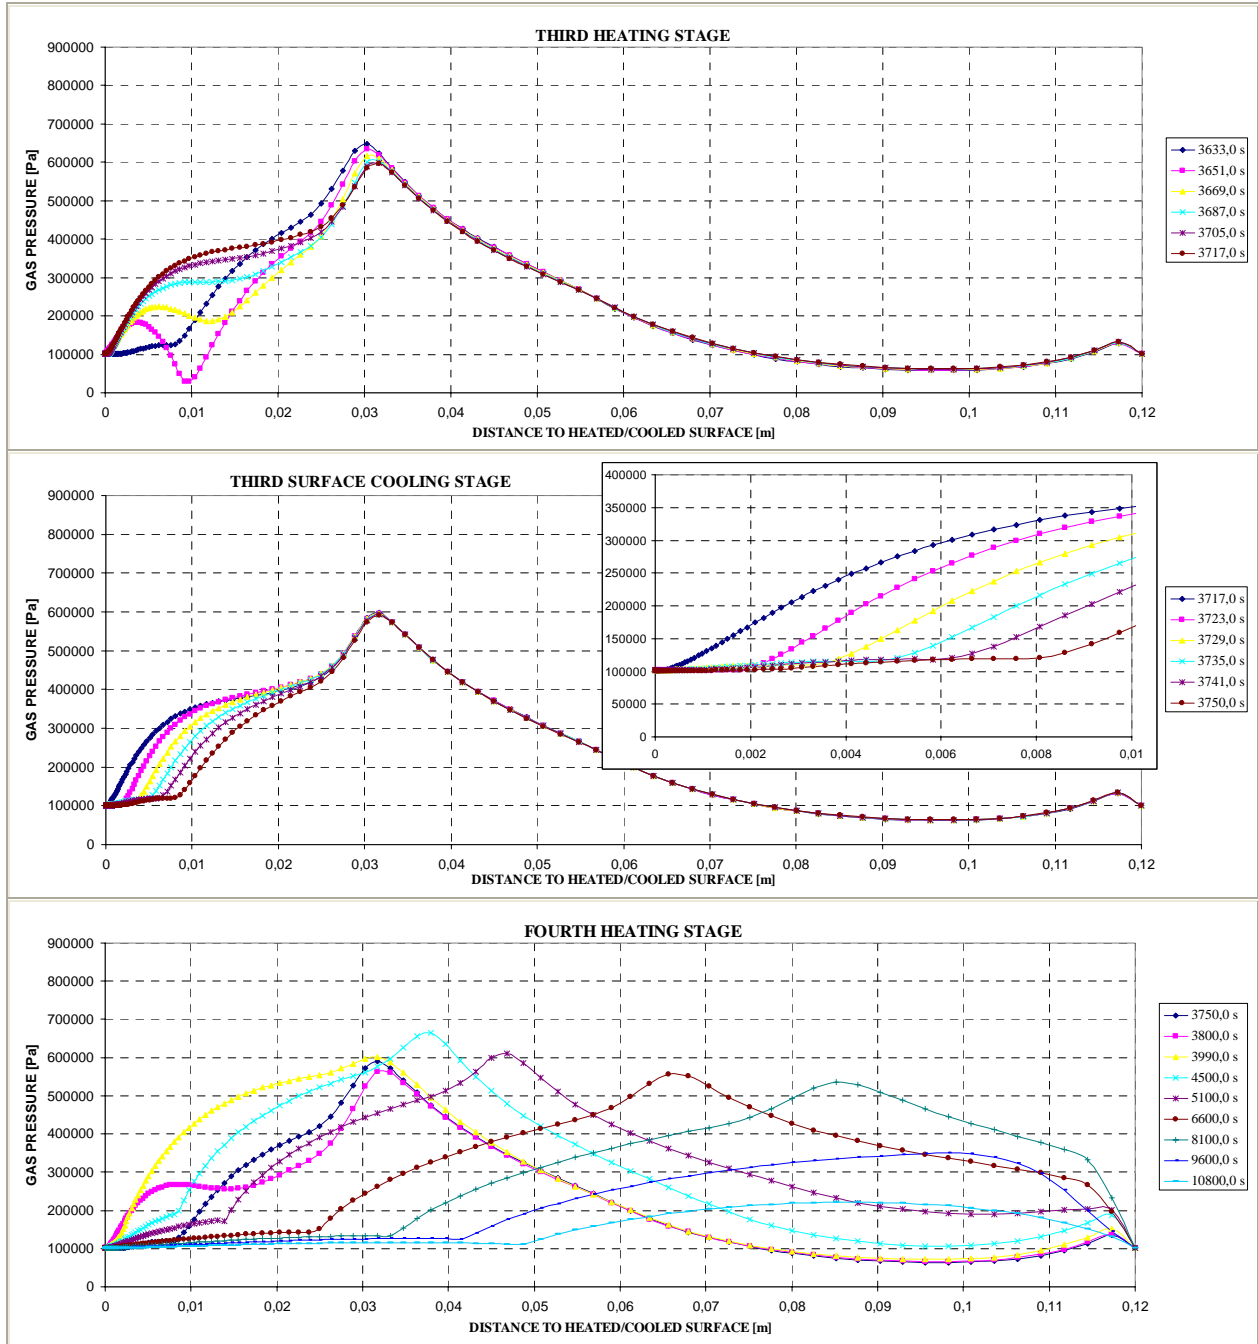 THIRD HEATING STAGE
900000
800000
700000
600000
500000
400000
300000
200000
100000
0
GAS PRESSURE [Pa]
0 0,01 0,02 0,03 0,04 0,05 0,06 0,07 0,08 0,09 0,1 0,11 0,12
DISTANCE TO HEATED/COOLED SURFACE [m]
3633,0 s
3651,0 s
3669,0 s
3687,0 s
3705,0 s
3717,0 s
THIRD SURFACE COOLING STAGE
900000
800000
700000
600000
500000
400000
300000
200000
100000
0
GAS PRESSURE [Pa]
0 0,01 0,02 0,03 0,04 0,05 0,06 0,07 0,08 0,09 0,1 0,11 0,12
DISTANCE TO HEATED/COOLED SURFACE [m]
400000
350000
300000
250000
200000
150000
100000
50000
0
0 0,002 0,004 0,006 0,008 0,01
3717,0 s
3723,0 s
3729,0 s
3735,0 s
3741,0 s
3750,0 s
FOURTH HEATING STAGE
900000
800000
700000
600000
500000
400000
300000
200000
100000
0
GAS PRESSURE [Pa]
0 0,01 0,02 0,03 0,04 0,05 0,06 0,07 0,08 0,09 0,1 0,11 0,12
DISTANCE TO HEATED/COOLED SURFACE [m]
3750,0 s
3800,0 s
3990,0 s
4500,0 s
5100,0 s
6600,0 s
8100,0 s
9600,0 s
10800,0 s